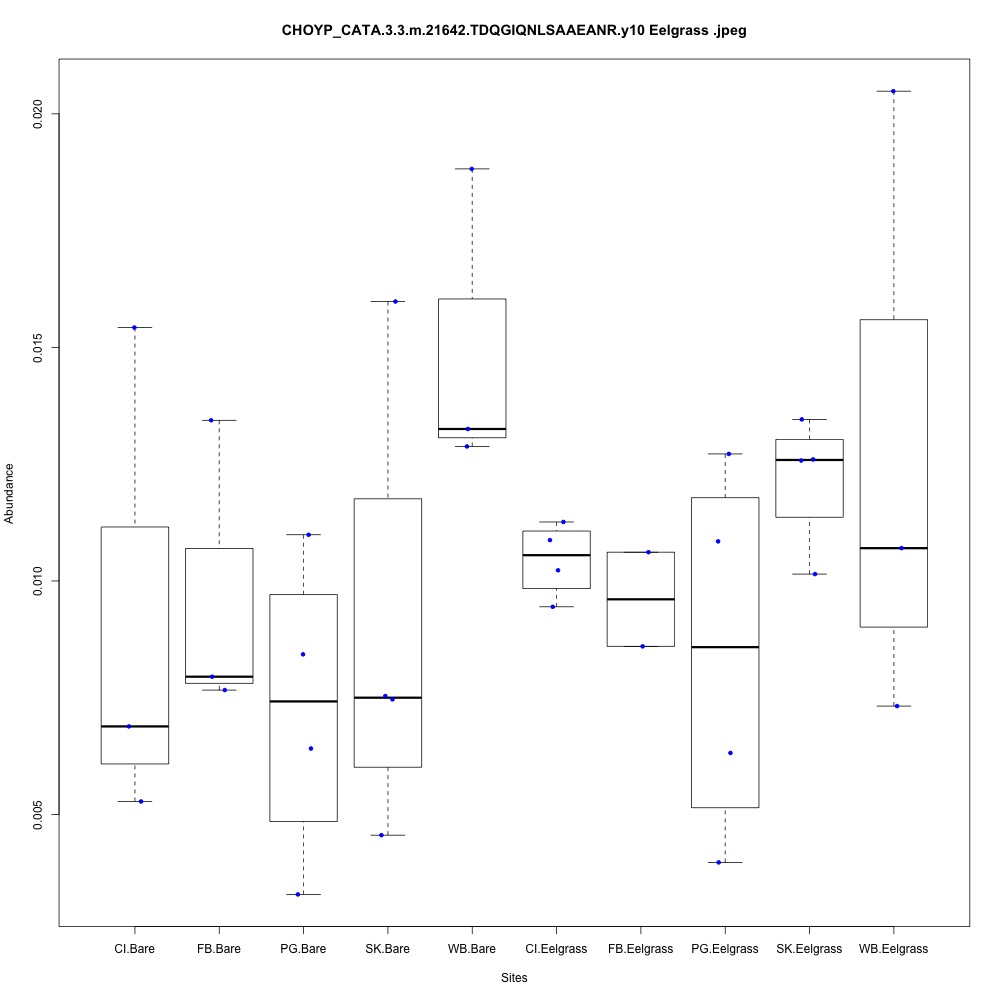 CHOYP_CATA.3.3.m.21642.TDQGIQNLSAAEANR.y10 Eelgrass .jpeg
0.020
0.015
0.010
0.005
Abundance
CI.Bare FB.Bare PG.Bare SK.Bare WB.Bare CI.Eelgrass FB.Eelgrass PG.Eelgrass SK.Eelgrass WB.Eelgrass
Sites